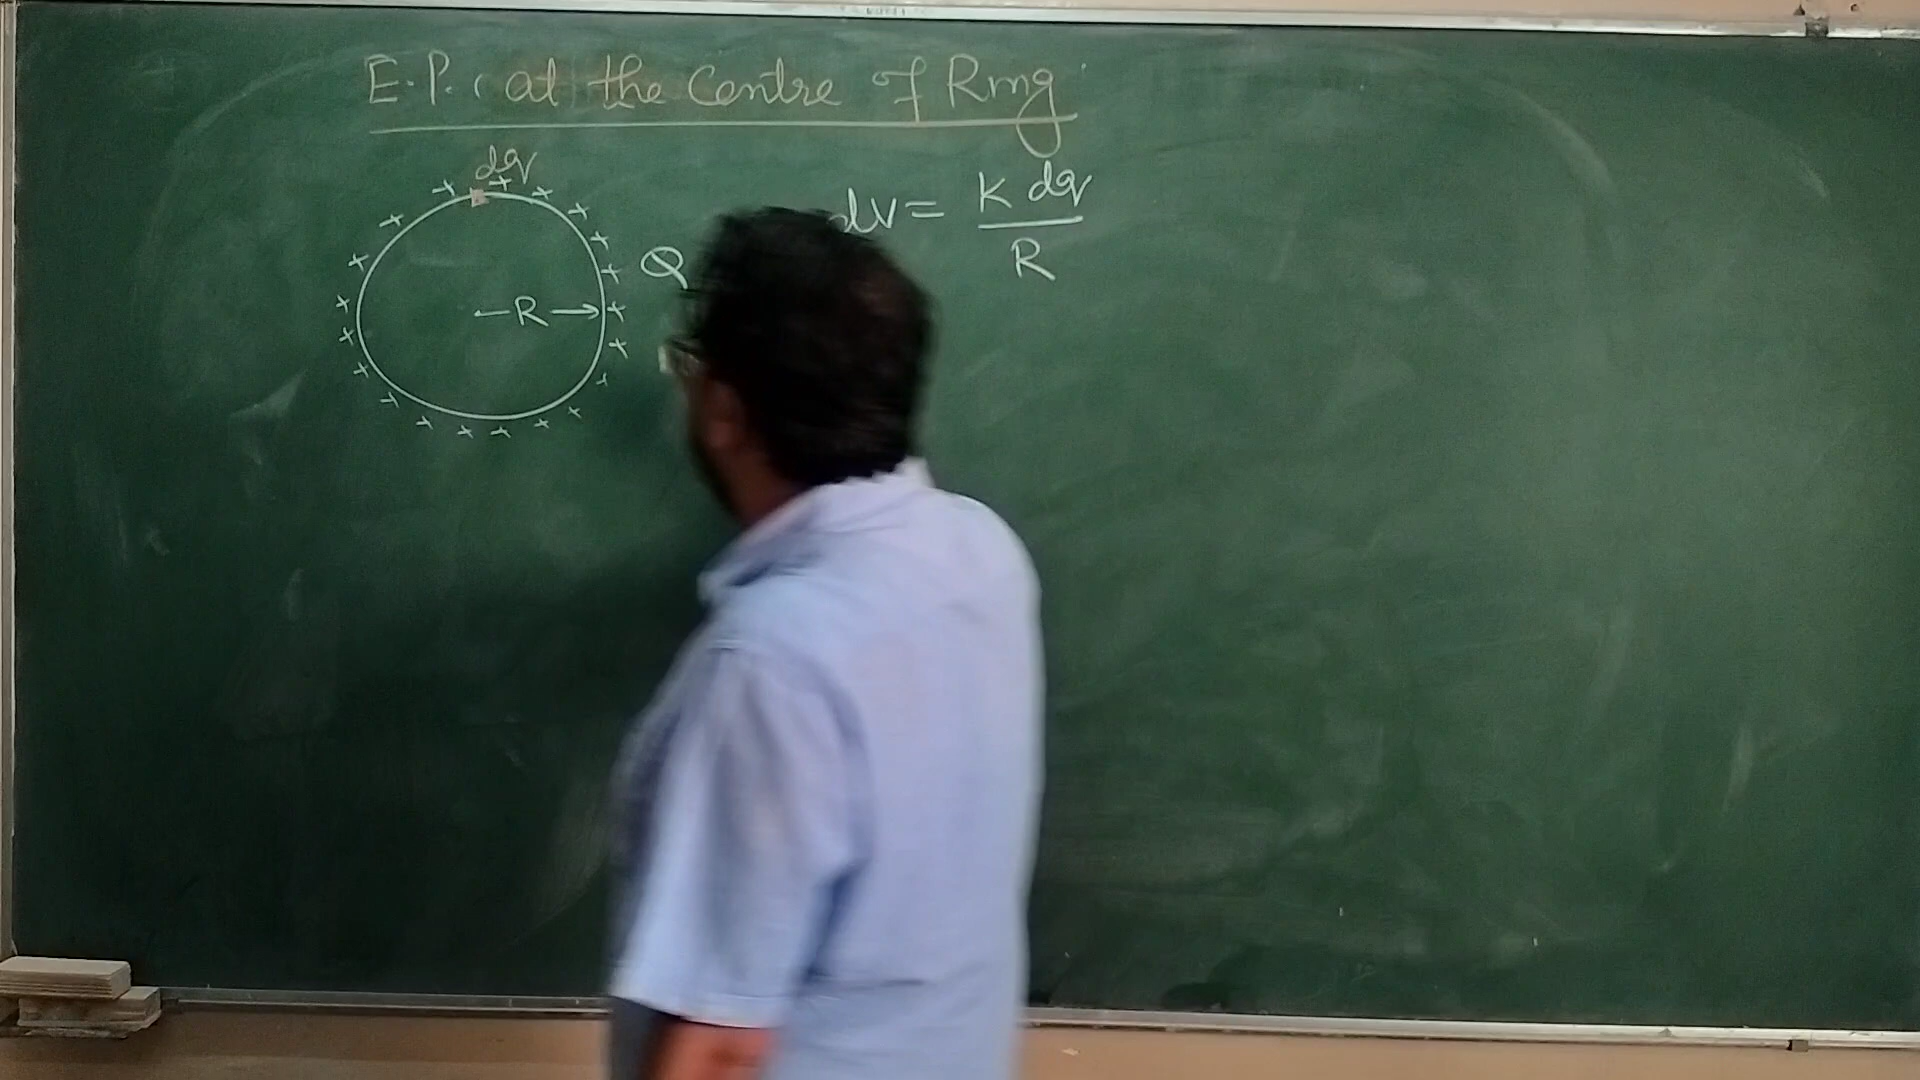 E.P. at the Centre of Ring
dq
dV = K dq / R
Q
R